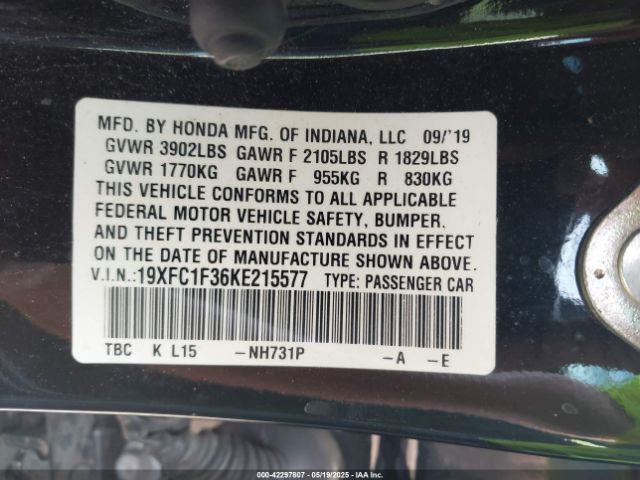 MFD. BY HONDA MFG. OF INDIANA, LLC 09/'19
GVWR 3902LBS GAWR F 2105LBS R 1829LBS
GVWR 1770KG GAWR F 955KG R 830KG
THIS VEHICLE CONFORMS TO ALL APPLICABLE
FEDERAL MOTOR VEHICLE SAFETY, BUMPER,
AND THEFT PREVENTION STANDARDS IN EFFECT
ON THE DATE OF MANUFACTURE SHOWN ABOVE.
V.I.N.:19XFC1F36KE215577 TYPE: PASSENGER CAR
TBC K L15 -NH731P -A -E
000-42297807 - 05/19/2025 - IAAI.COM